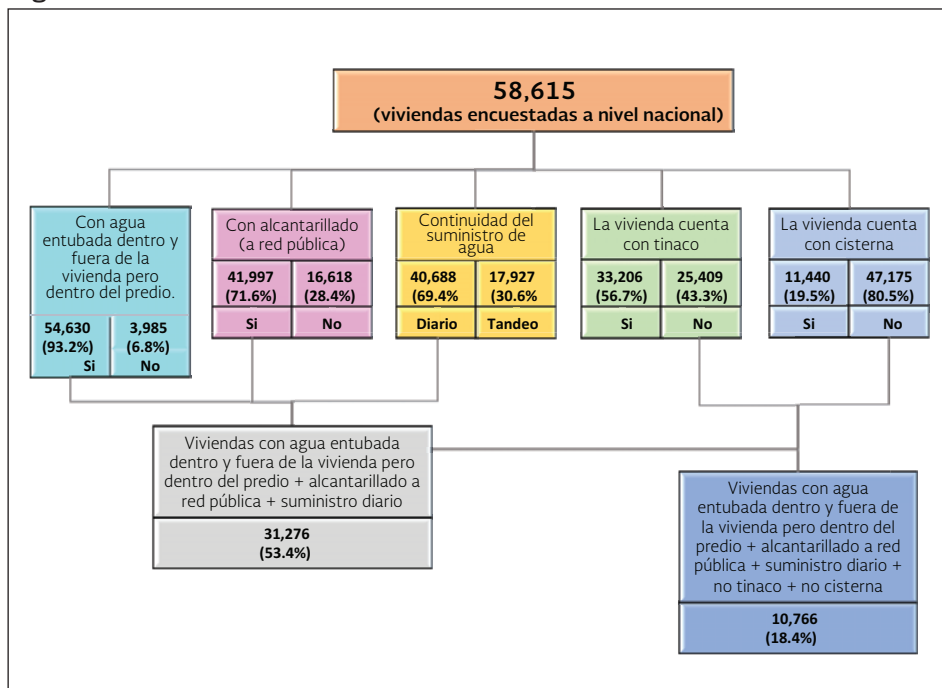 58,615
(viviendas encuestadas a nivel nacional)
Con agua
entubada dentro y
fuera de la
vivienda pero
dentro del predio.
54,630 3,985
(93.2%) (6.8%)
Si No
Con alcantarillado
(a red pública)
41,997 16,618
(71.6%) (28.4%)
Si No
Continuidad del
suministro de
agua
40,688 17,927
(69.4% (30.6%
Diario Tandeo
La vivienda cuenta
con tinaco
33,206 25,409
(56.7%) (43.3%)
Si No
La vivienda cuenta
con cisterna
11,440 47,175
(19.5%) (80.5%)
Si No
Viviendas con agua entubada
dentro y fuera de la vivienda pero
dentro del predio + alcantarillado a
red pública + suministro diario
31,276
(53.4%)
Viviendas con agua
entubada dentro y fuera de
la vivienda pero dentro del
predio + alcantarillado a red
pública + suministro diario +
no tinaco + no cisterna
10,766
(18.4%)